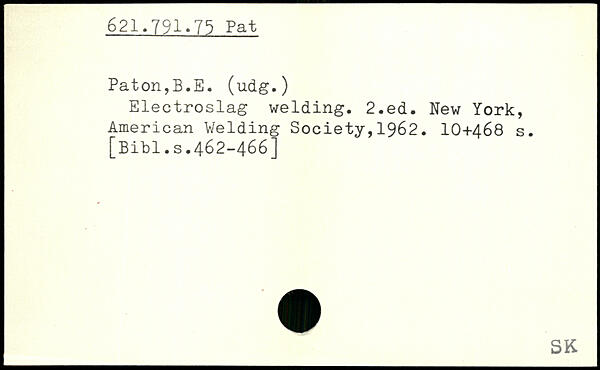 621.791.75 Pat
Paton,B.E. (udg.)
Electroslag welding. 2.ed. New York,
American Welding Society,1962. 10+468 s.
[Bibl.s.462-466]
SK